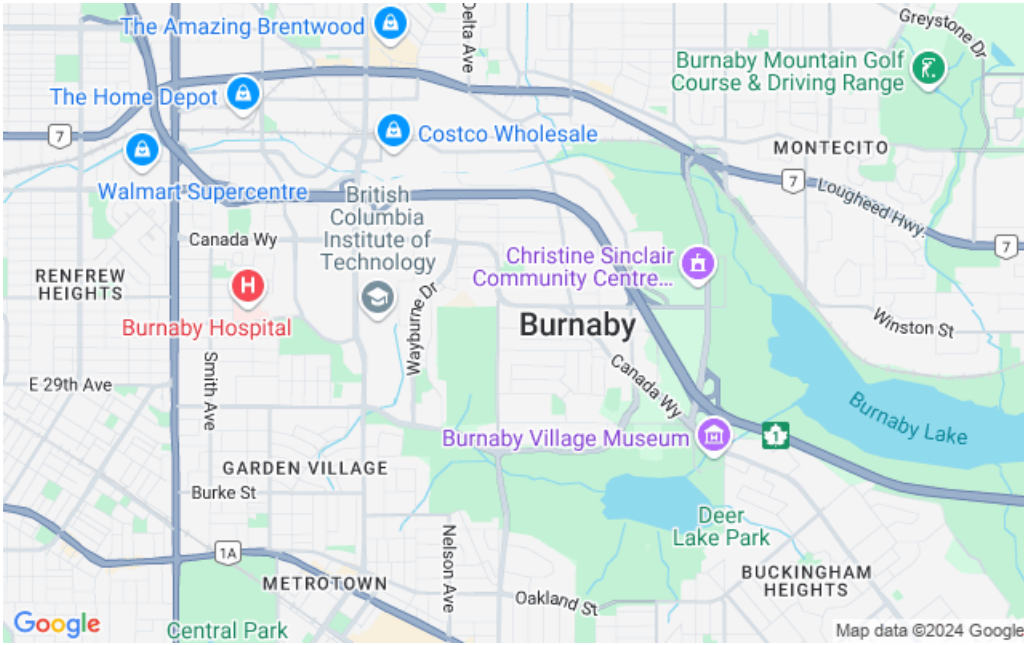 The Amazing Brentwood
Delta Ave
Greystone Dr
Burnaby Mountain Golf
Course & Driving Range
The Home Depot
7
Costco Wholesale
MONTECITO
Walmart Supercentre
7
Lougheed Hwy.
British
Columbia
Institute of
Technology
Canada Wy
7
Christine Sinclair
Community Centre...
RENFREW
HEIGHTS
H
Burnaby Hospital
Wayburne Dr
Burnaby
Winston St
E 29th Ave
Smith Ave
Canada Wy
Burnaby Lake
Burnaby Village Museum
M
1
GARDEN VILLAGE
Burke St
Deer
Lake Park
1A
METROTOWN
Nelson Ave
BUCKINGHAM
HEIGHTS
Oakland St
Google
Central Park
Map data ©2024 Google